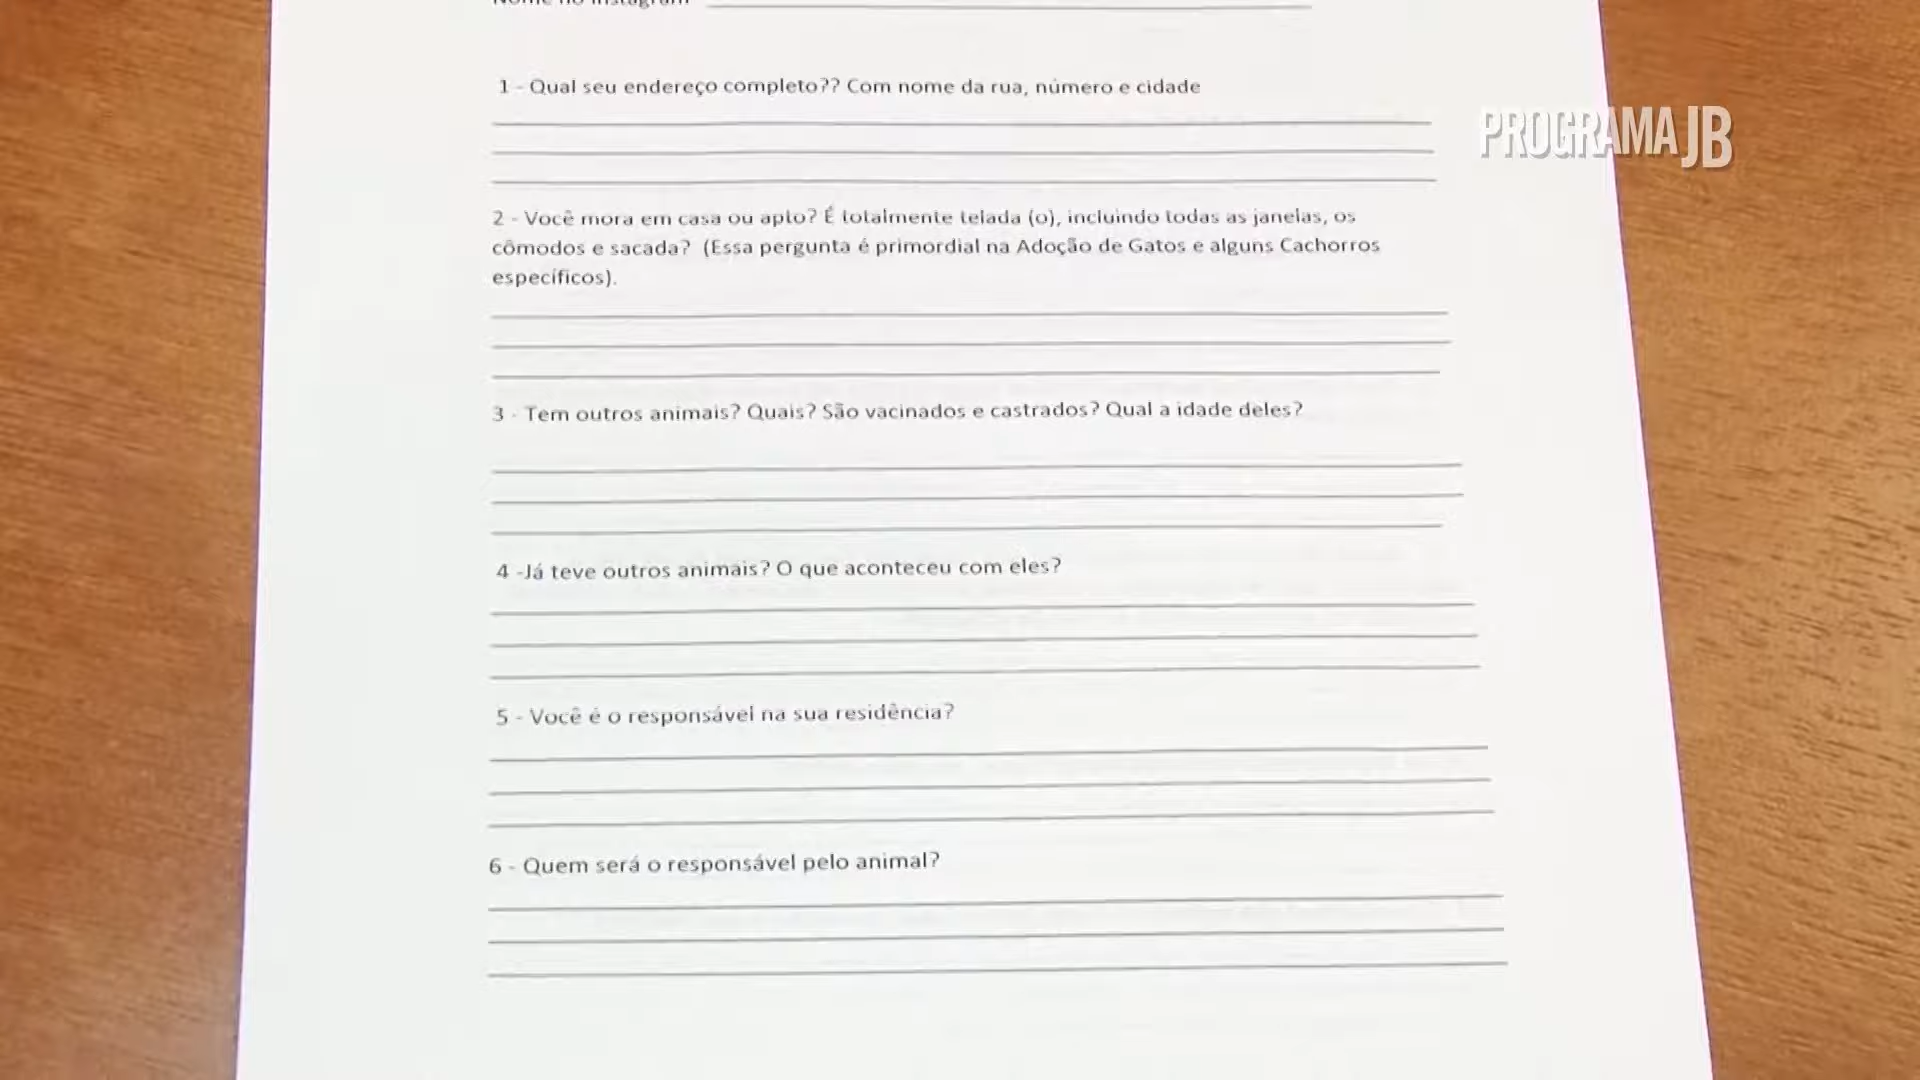 Nome no Instagram
1 - Qual seu endereço completo?? Com nome da rua, número e cidade
PROGRAMA JB
2 - Você mora em casa ou apto? É totalmente telada (o), incluindo todas as janelas, os
cômodos e sacada? (Essa pergunta é primordial na Adoção de Gatos e alguns Cachorros
específicos).
3 - Tem outros animais? Quais? São vacinados e castrados? Qual a idade deles?
4 -Já teve outros animais? O que aconteceu com eles?
5 - Você é o responsável na sua residência?
6 - Quem será o responsável pelo animal?